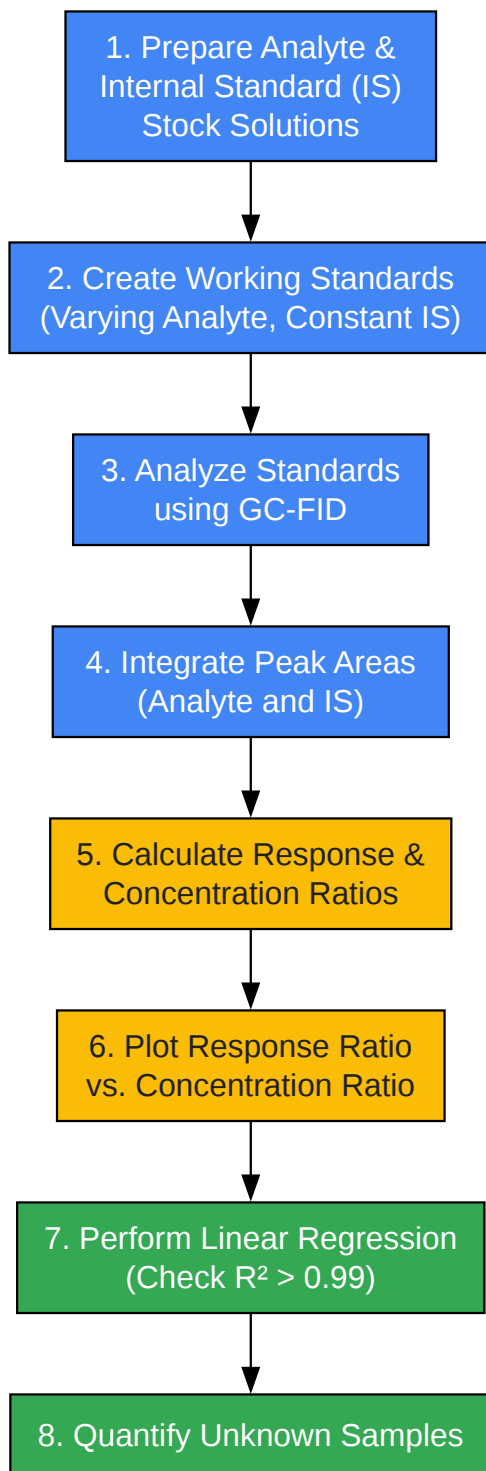 1. Prepare Analyte &
Internal Standard (IS)
Stock Solutions
2. Create Working Standards
(Varying Analyte, Constant IS)
3. Analyze Standards
using GC-FID
4. Integrate Peak Areas
(Analyte and IS)
5. Calculate Response &
Concentration Ratios
6. Plot Response Ratio
vs. Concentration Ratio
7. Perform Linear Regression
(Check R² > 0.99)
8. Quantify Unknown Samples